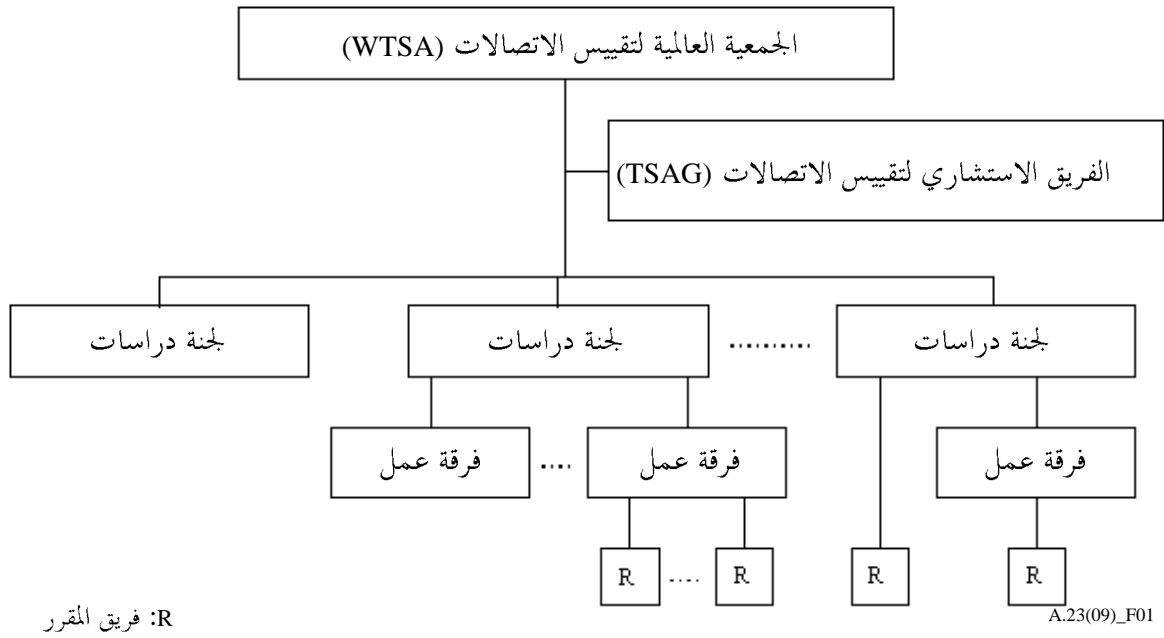 الجمعية العالمية لتقييس الاتصالات (WTSA)
الفريق الاستشاري لتقييس الاتصالات (TSAG)
لجنة دراسات
لجنة دراسات
لجنة دراسات
فرقة عمل
فرقة عمل
فرقة عمل
R
R
R
R
A.23(09)_F01
R: فريق المقرر